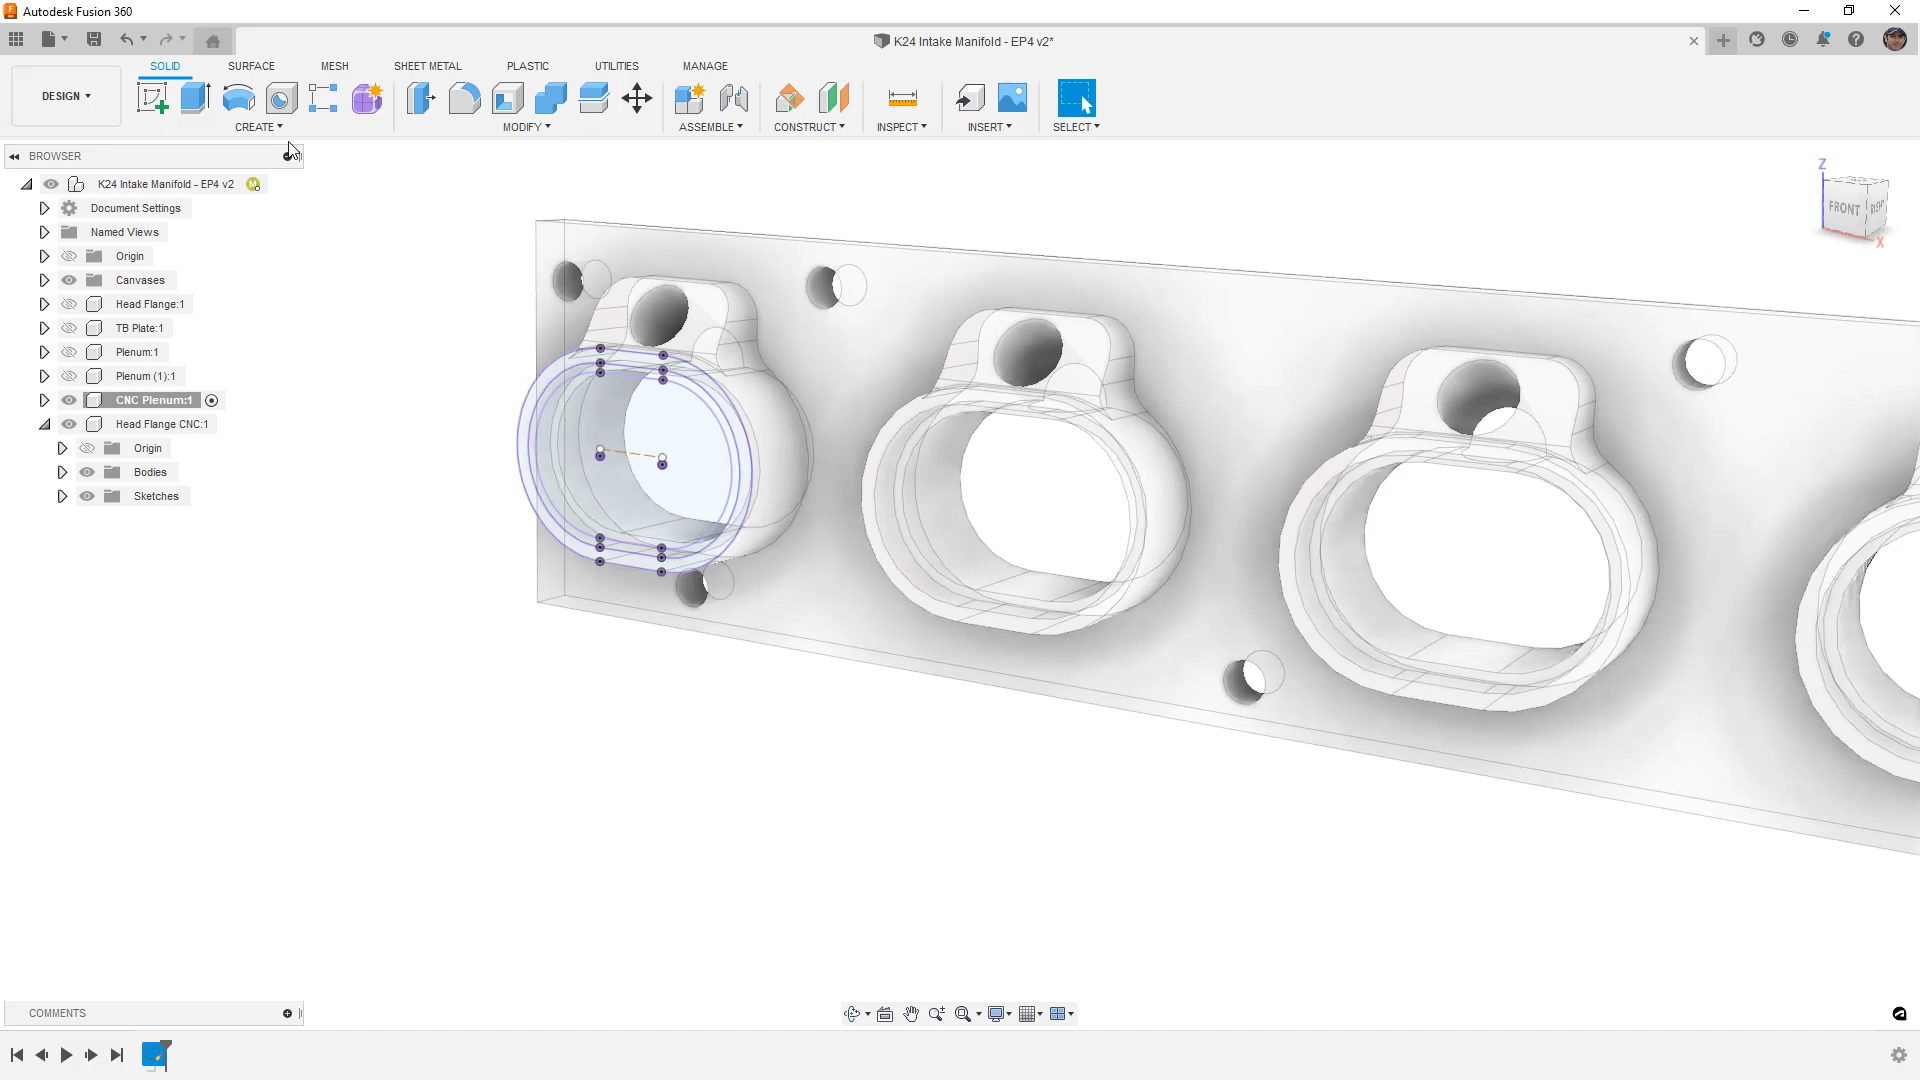 Autodesk Fusion 360
K24 Intake Manifold - EP4 v2*
SOLID
SURFACE
MESH
SHEET METAL
PLASTIC
UTILITIES
MANAGE
DESIGN
CREATE
MODIFY
ASSEMBLE
CONSTRUCT
INSPECT
INSERT
SELECT
BROWSER
K24 Intake Manifold - EP4 v2
Document Settings
Named Views
Origin
Canvases
Head Flange:1
TB Plate:1
Plenum:1
Plenum (1):1
CNC Plenum:1
Head Flange CNC:1
Origin
Bodies
Sketches
Z
FRONT
RIGHT
X
COMMENTS